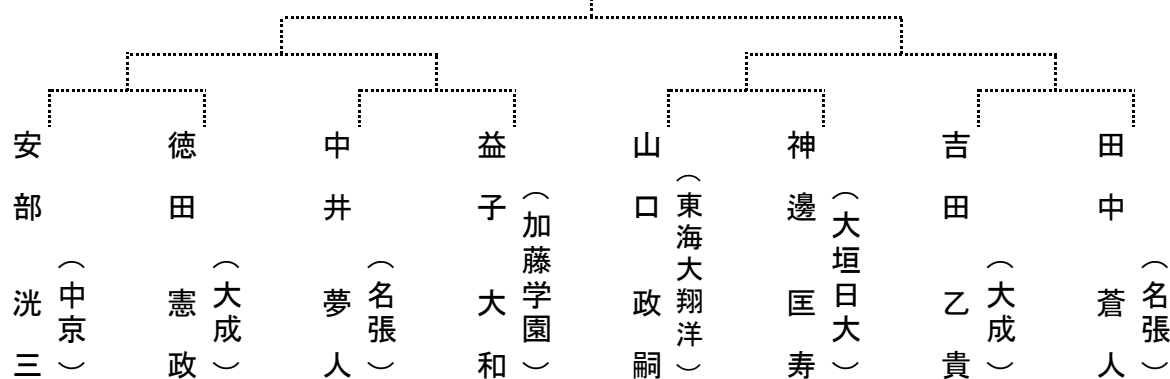 安部洸三（中京）
徳田憲政（大成）
中井夢人（名張）
益子大和（加藤学園）
山口政嗣（東海大翔洋）
神邊匡寿（大垣日大）
吉田乙貴（大成）
田中蒼人（名張）